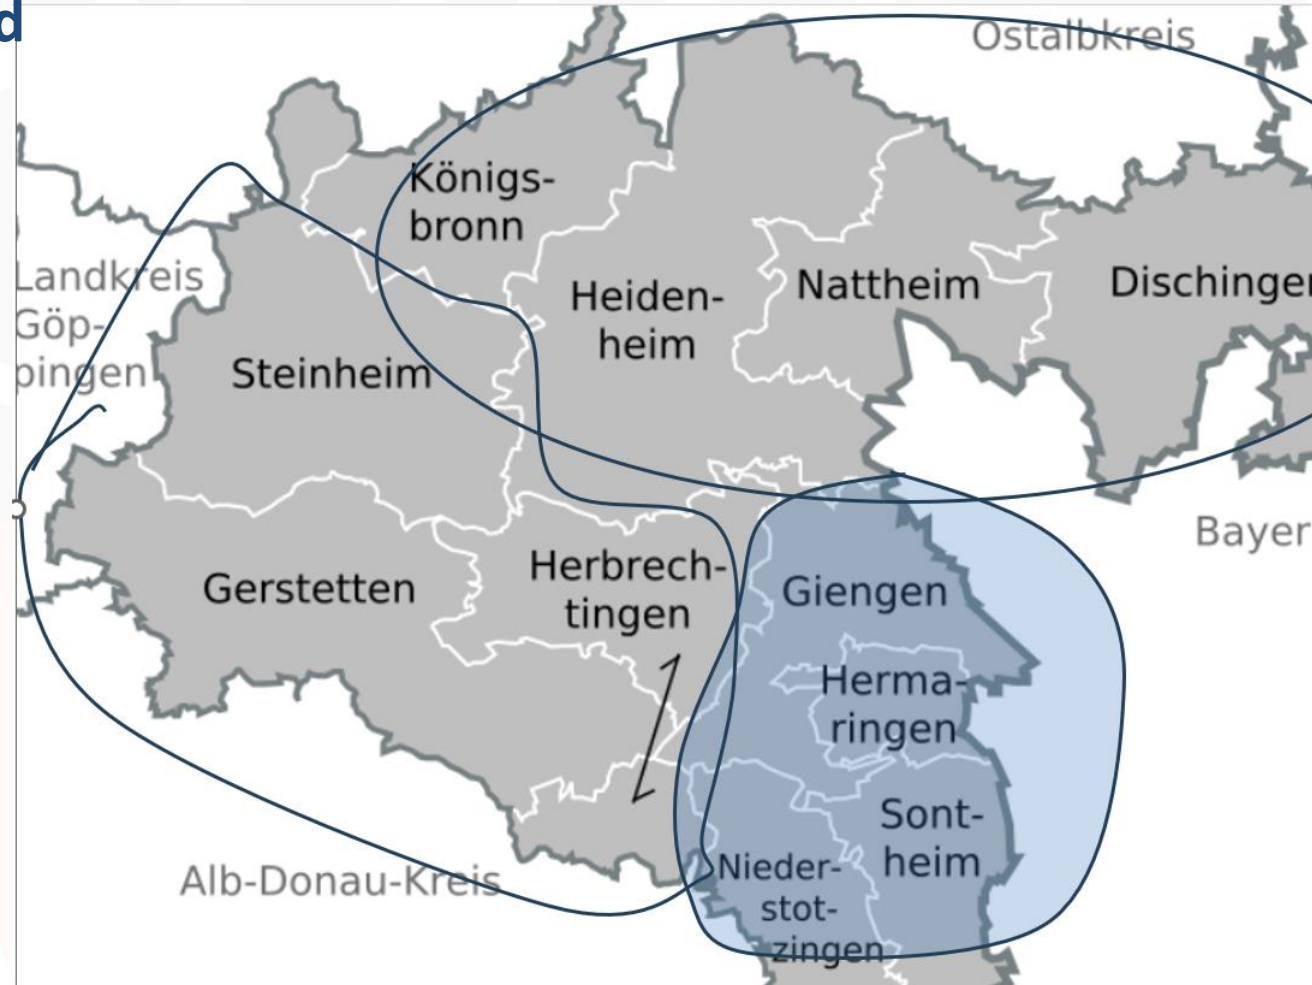 d
Ostalbkreis
Königs-
bronn
Landkreis
Göp-
pingen
Heiden-
heim
Nattheim
Dischinge
Steinheim
Bayer
Gerstetten
Herbrech-
tingen
Giengen
Herma-
ringen
Sont-
heim
Alb-Donau-Kreis
Nieder-
stot-
zingen